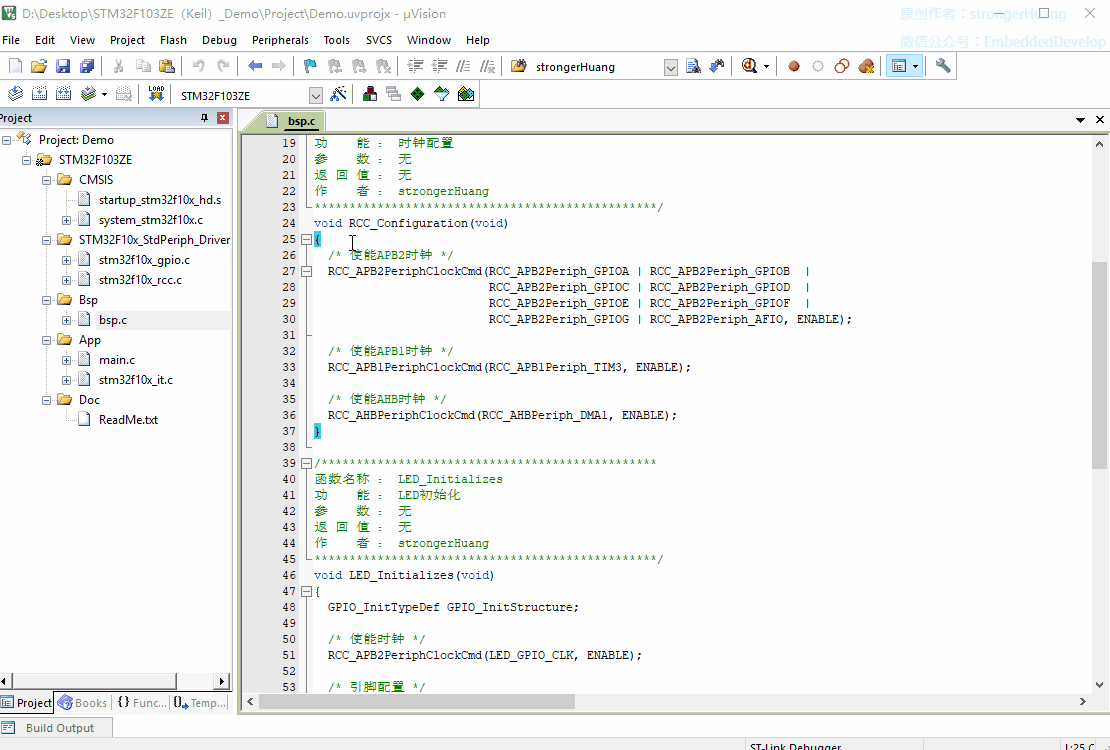 D:\Desktop\STM32F103ZE（Keil）_Demo\Project\Demo.uvprojx - µVision
原创作者：strongerHuang
微信公众号：EmbeddedDevelop
File Edit View Project Flash Debug Peripherals Tools SVCS Window Help
strongerHuang
LOAD
STM32F103ZE
Project
Project: Demo
STM32F103ZE
CMSIS
startup_stm32f10x_hd.s
system_stm32f10x.c
STM32F10x_StdPeriph_Driver
stm32f10x_gpio.c
stm32f10x_rcc.c
Bsp
bsp.c
App
main.c
stm32f10x_it.c
Doc
ReadMe.txt
Project Books {} Func... Temp...
bsp.c
19 功 能： 时钟配置
20 参 数： 无
21 返 回 值： 无
22 作 者： strongerHuang
23 *************************************************/
24 void RCC_Configuration(void)
25 {
26 /* 使能APB2时钟 */
27 RCC_APB2PeriphClockCmd(RCC_APB2Periph_GPIOA | RCC_APB2Periph_GPIOB |
28 RCC_APB2Periph_GPIOC | RCC_APB2Periph_GPIOD |
29 RCC_APB2Periph_GPIOE | RCC_APB2Periph_GPIOF |
30 RCC_APB2Periph_GPIOG | RCC_APB2Periph_AFIO, ENABLE);
31
32 /* 使能APB1时钟 */
33 RCC_APB1PeriphClockCmd(RCC_APB1Periph_TIM3, ENABLE);
34
35 /* 使能AHB时钟 */
36 RCC_AHBPeriphClockCmd(RCC_AHBPeriph_DMA1, ENABLE);
37 }
38
39 /************************************************
40 函数名称： LED_Initializes
41 功 能： LED初始化
42 参 数： 无
43 返 回 值： 无
44 作 者： strongerHuang
45 *************************************************/
46 void LED_Initializes(void)
47 {
48 GPIO_InitTypeDef GPIO_InitStructure;
49
50 /* 使能时钟 */
51 RCC_APB2PeriphClockCmd(LED_GPIO_CLK, ENABLE);
52
53 /* 引脚配置 */
Build Output
ST-Link Debugger
L:25 C